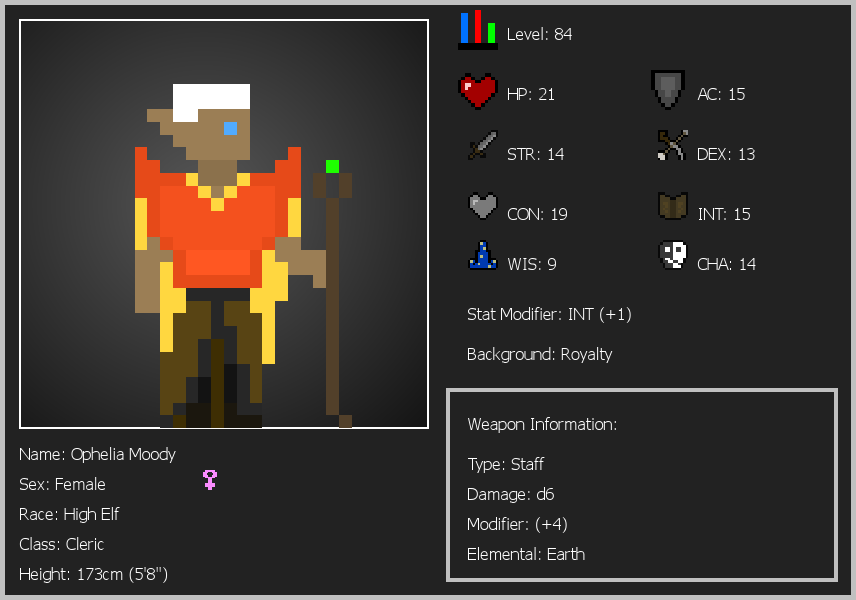 Level: 84
HP: 21
AC: 15
STR: 14
DEX: 13
CON: 19
INT: 15
WIS: 9
CHA: 14
Stat Modifier: INT (+1)
Background: Royalty
Weapon Information:
Type: Staff
Damage: d6
Modifier: (+4)
Elemental: Earth
Name: Ophelia Moody
Sex: Female
Race: High Elf
Class: Cleric
Height: 173cm (5'8")